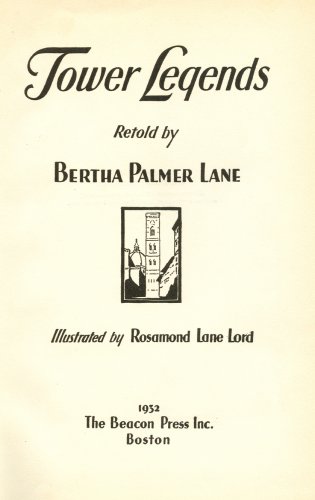 Tower Legends
Retold by
BERTHA PALMER LANE
Illustrated by Rosamond Lane Lord
1932
The Beacon Press Inc.
Boston